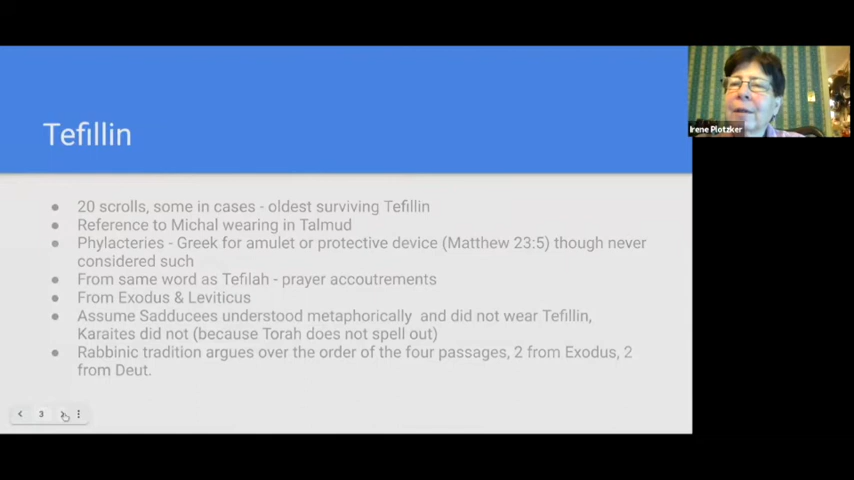 Tefillin
Irene Plotzker
20 scrolls, some in cases - oldest surviving Tefillin
Reference to Michal wearing in Talmud
Phylacteries - Greek for amulet or protective device (Matthew 23:5) though never
considered such
From same word as Tefilah - prayer accoutrements
From Exodus & Leviticus
Assume Sadducees understood metaphorically and did not wear Tefillin,
Karaites did not (because Torah does not spell out)
Rabbinic tradition argues over the order of the four passages, 2 from Exodus, 2
from Deut.
3